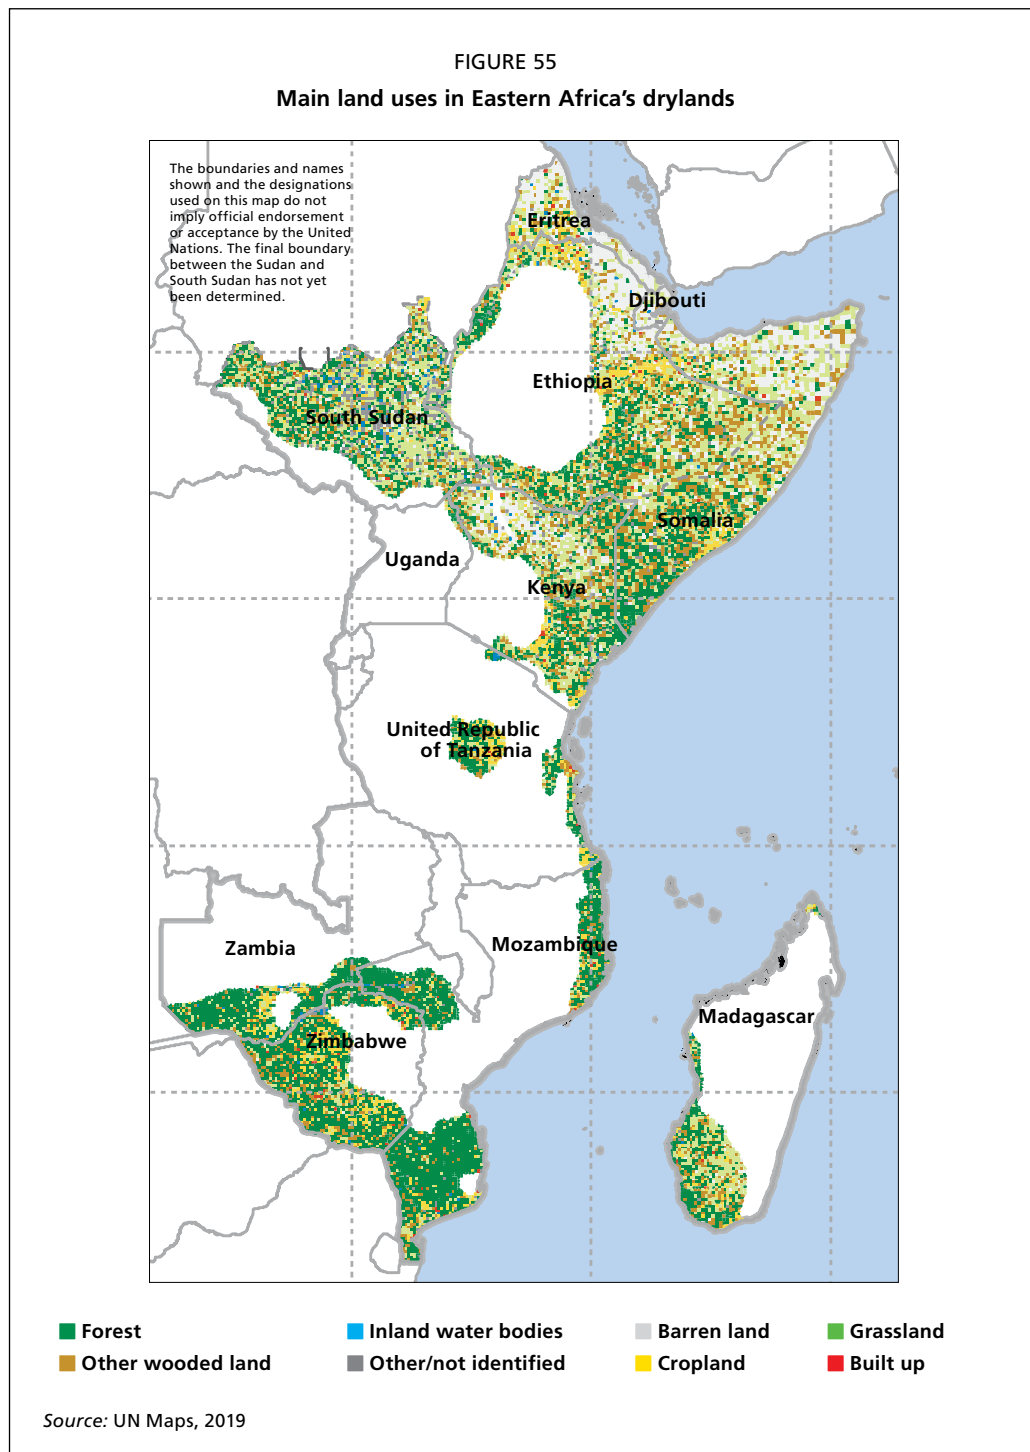 FIGURE 55
Main land uses in Eastern Africa's drylands
The boundaries and names
shown and the designations
used on this map do not
imply official endorsement
or acceptance by the United
Nations. The final boundary
between the Sudan and
South Sudan has not yet
been determined.
Eritrea
Djibouti
Ethiopia
South Sudan
Somalia
Uganda
Kenya
United Republic
of Tanzania
Zambia
Mozambique
Madagascar
Zimbabwe
Forest
Inland water bodies
Barren land
Grassland
Other wooded land
Other/not identified
Cropland
Built up
Source: UN Maps, 2019